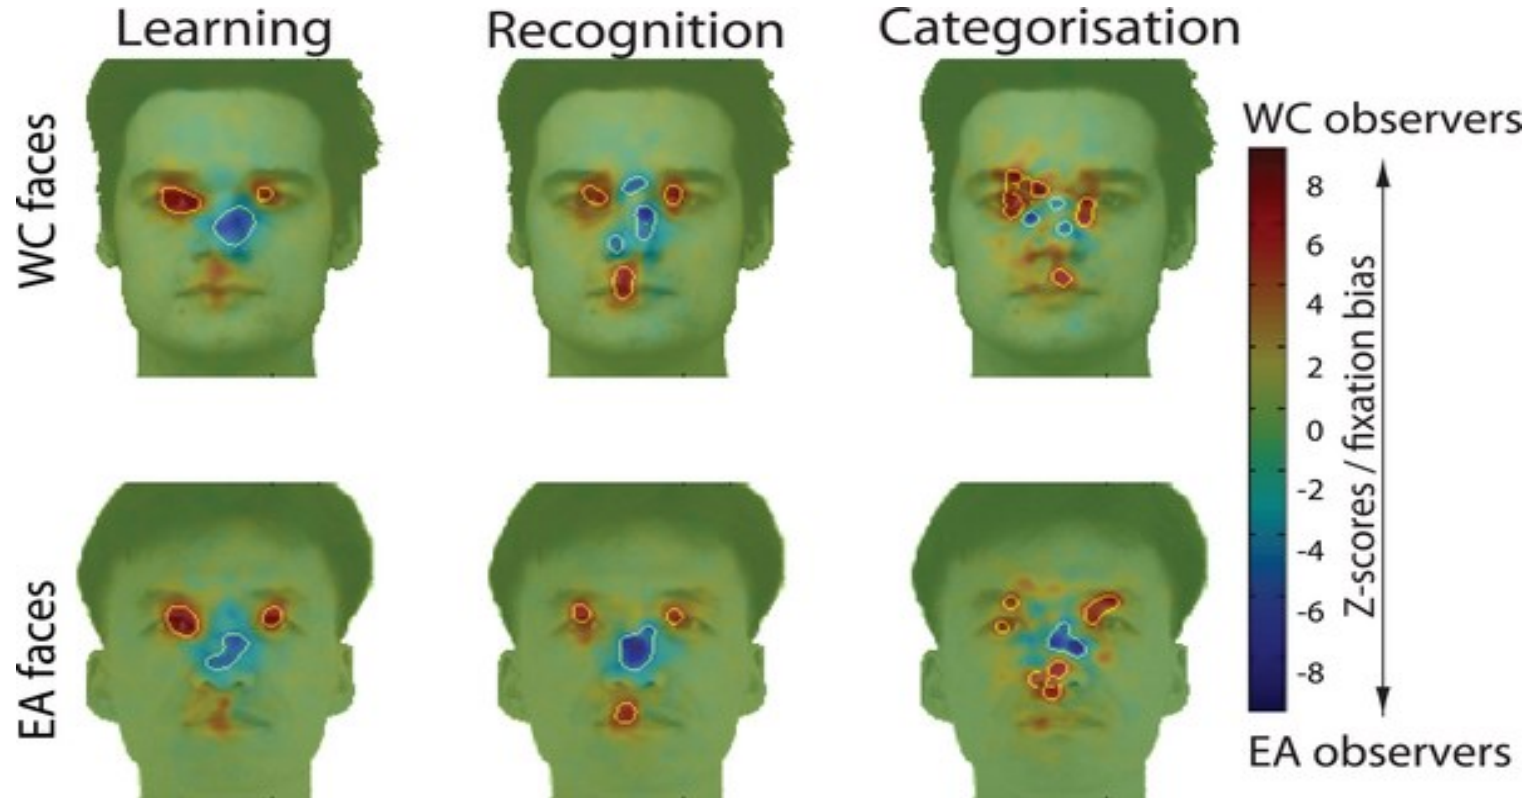 Learning
Recognition
Categorisation
WC faces
EA faces
WC observers
8
6
4
2
0
-2
-4
-6
-8
Z-scores / fixation bias
EA observers